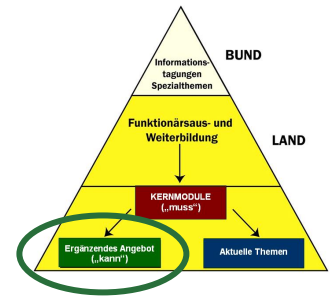 BUND
Informations-
tagungen
Spezialthemen
Funktionärsaus- und
Weiterbildung
LAND
KERNMODULE
(„muss“)
Ergänzendes Angebot
(„kann“)
Aktuelle Themen